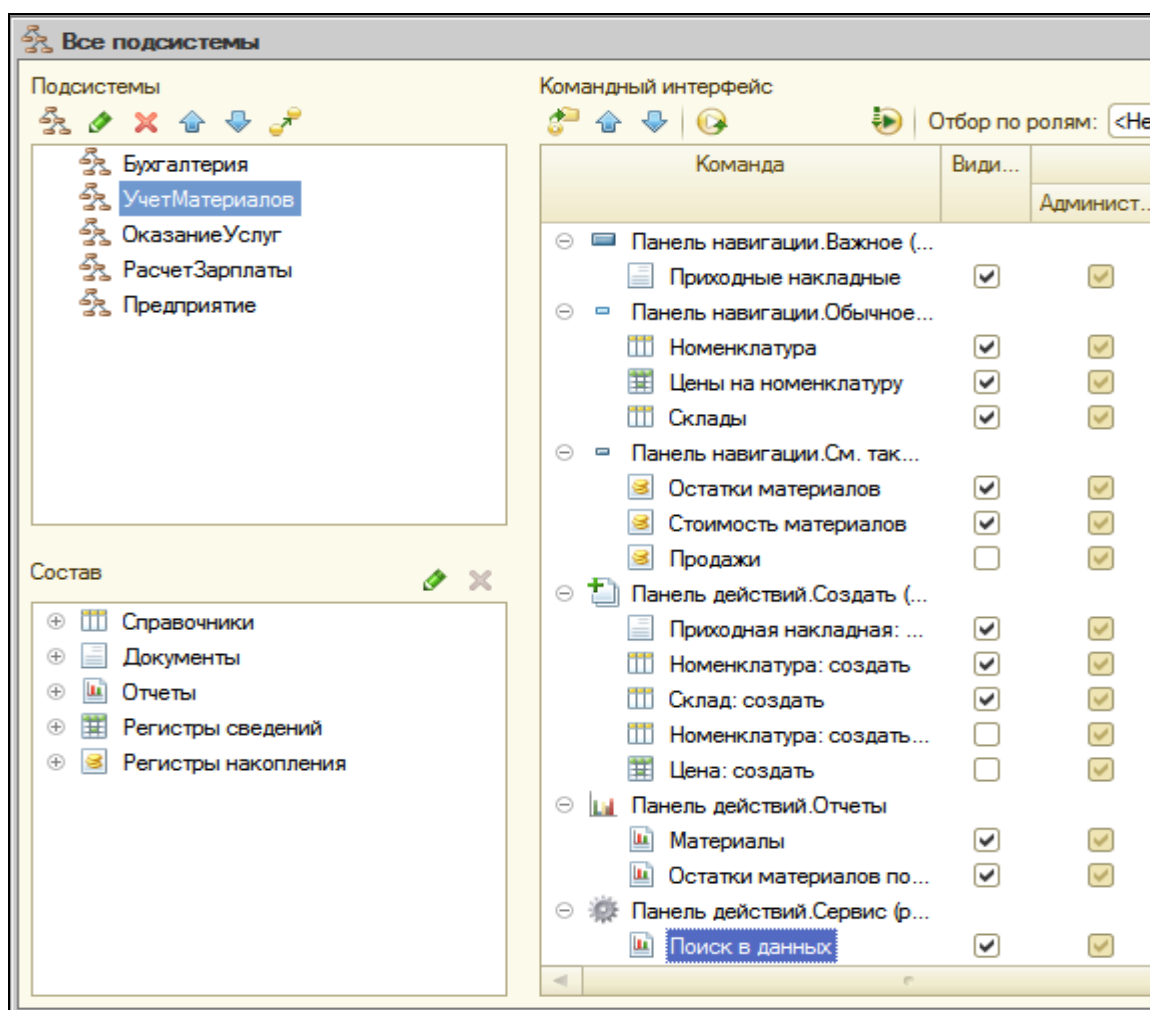 Все подсистемы
Подсистемы
Бухгалтерия
УчетМатериалов
ОказаниеУслуг
РасчетЗарплаты
Предприятие
Состав
Справочники
Документы
Отчеты
Регистры сведений
Регистры накопления
Командный интерфейс
Отбор по ролям: <Не
Команда Види...
Админист...
Панель навигации.Важное (...
Приходные накладные
Панель навигации.Обычное...
Номенклатура
Цены на номенклатуру
Склады
Панель навигации.См. так...
Остатки материалов
Стоимость материалов
Продажи
Панель действий.Создать (...
Приходная накладная: ...
Номенклатура: создать
Склад: создать
Номенклатура: создать...
Цена: создать
Панель действий.Отчеты
Материалы
Остатки материалов по...
Панель действий.Сервис (р...
Поиск в данных